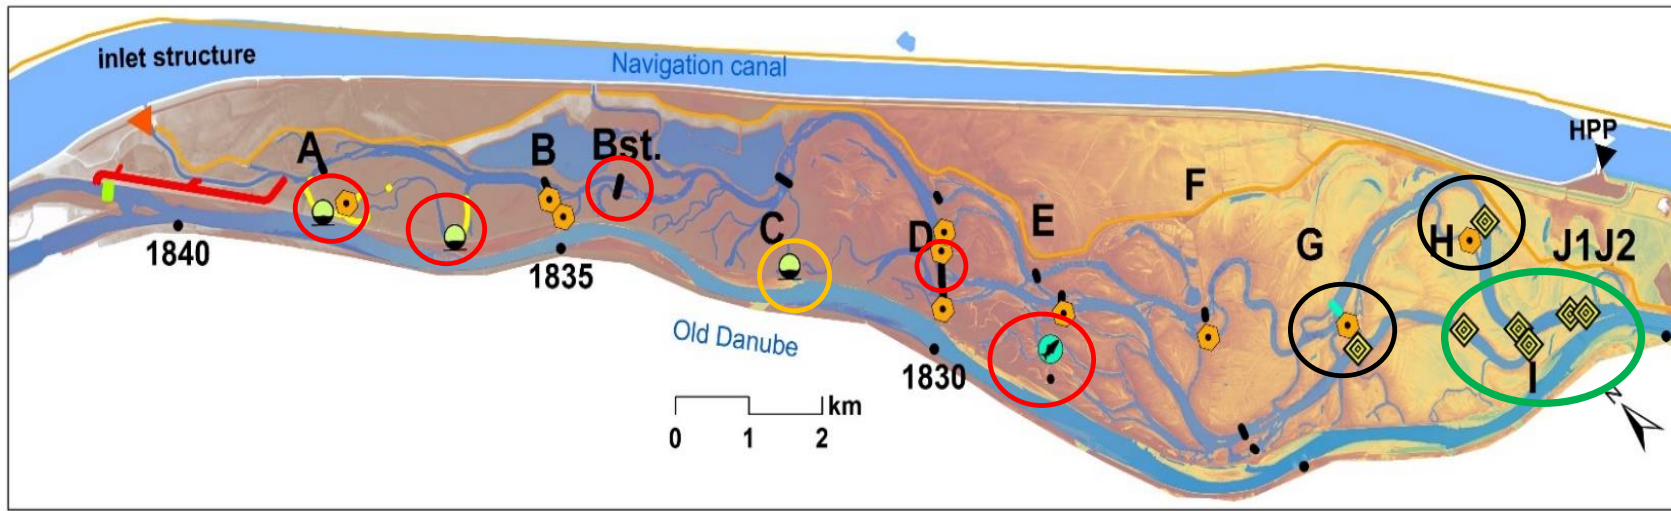 inlet structure
Navigation canal
HPP
A
B
Bst.
C
D
E
F
G
H
J1J2
I
1840
1835
1830
Old Danube
km
0 1 2
N